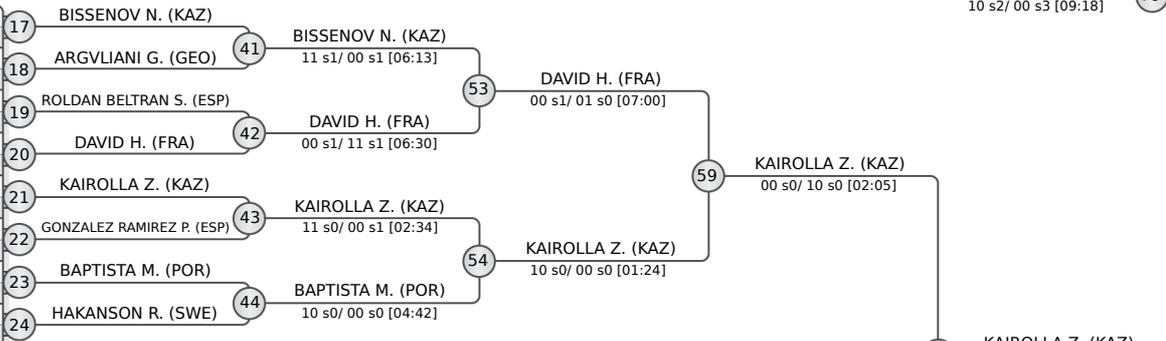 10 s2/ 00 s3 [09:18]
17
BISSENOV N. (KAZ)
41
BISSENOV N. (KAZ)
11 s1/ 00 s1 [06:13]
18
ARGVLIANI G. (GEO)
53
DAVID H. (FRA)
00 s1/ 01 s0 [07:00]
19
ROLDAN BELTRAN S. (ESP)
42
DAVID H. (FRA)
00 s1/ 11 s1 [06:30]
20
DAVID H. (FRA)
59
KAIROLLA Z. (KAZ)
00 s0/ 10 s0 [02:05]
21
KAIROLLA Z. (KAZ)
43
KAIROLLA Z. (KAZ)
11 s0/ 00 s1 [02:34]
22
GONZALEZ RAMIREZ P. (ESP)
54
KAIROLLA Z. (KAZ)
10 s0/ 00 s0 [01:24]
23
BAPTISTA M. (POR)
44
BAPTISTA M. (POR)
10 s0/ 00 s0 [04:42]
24
HAKANSON R. (SWE)
KAIROLLA Z. (KAZ)